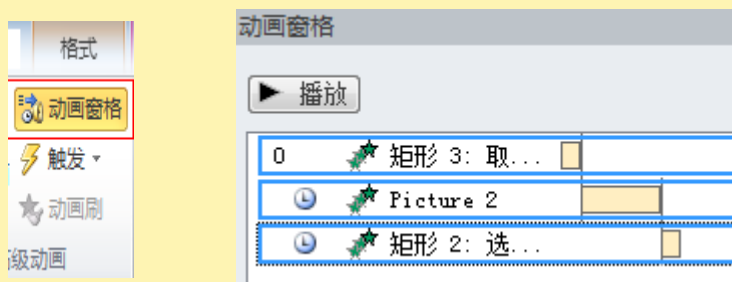 格式
动画窗格
触发
动画刷
级动画
动画窗格
播放
0 矩形 3: 取...
Picture 2
矩形 2: 选...